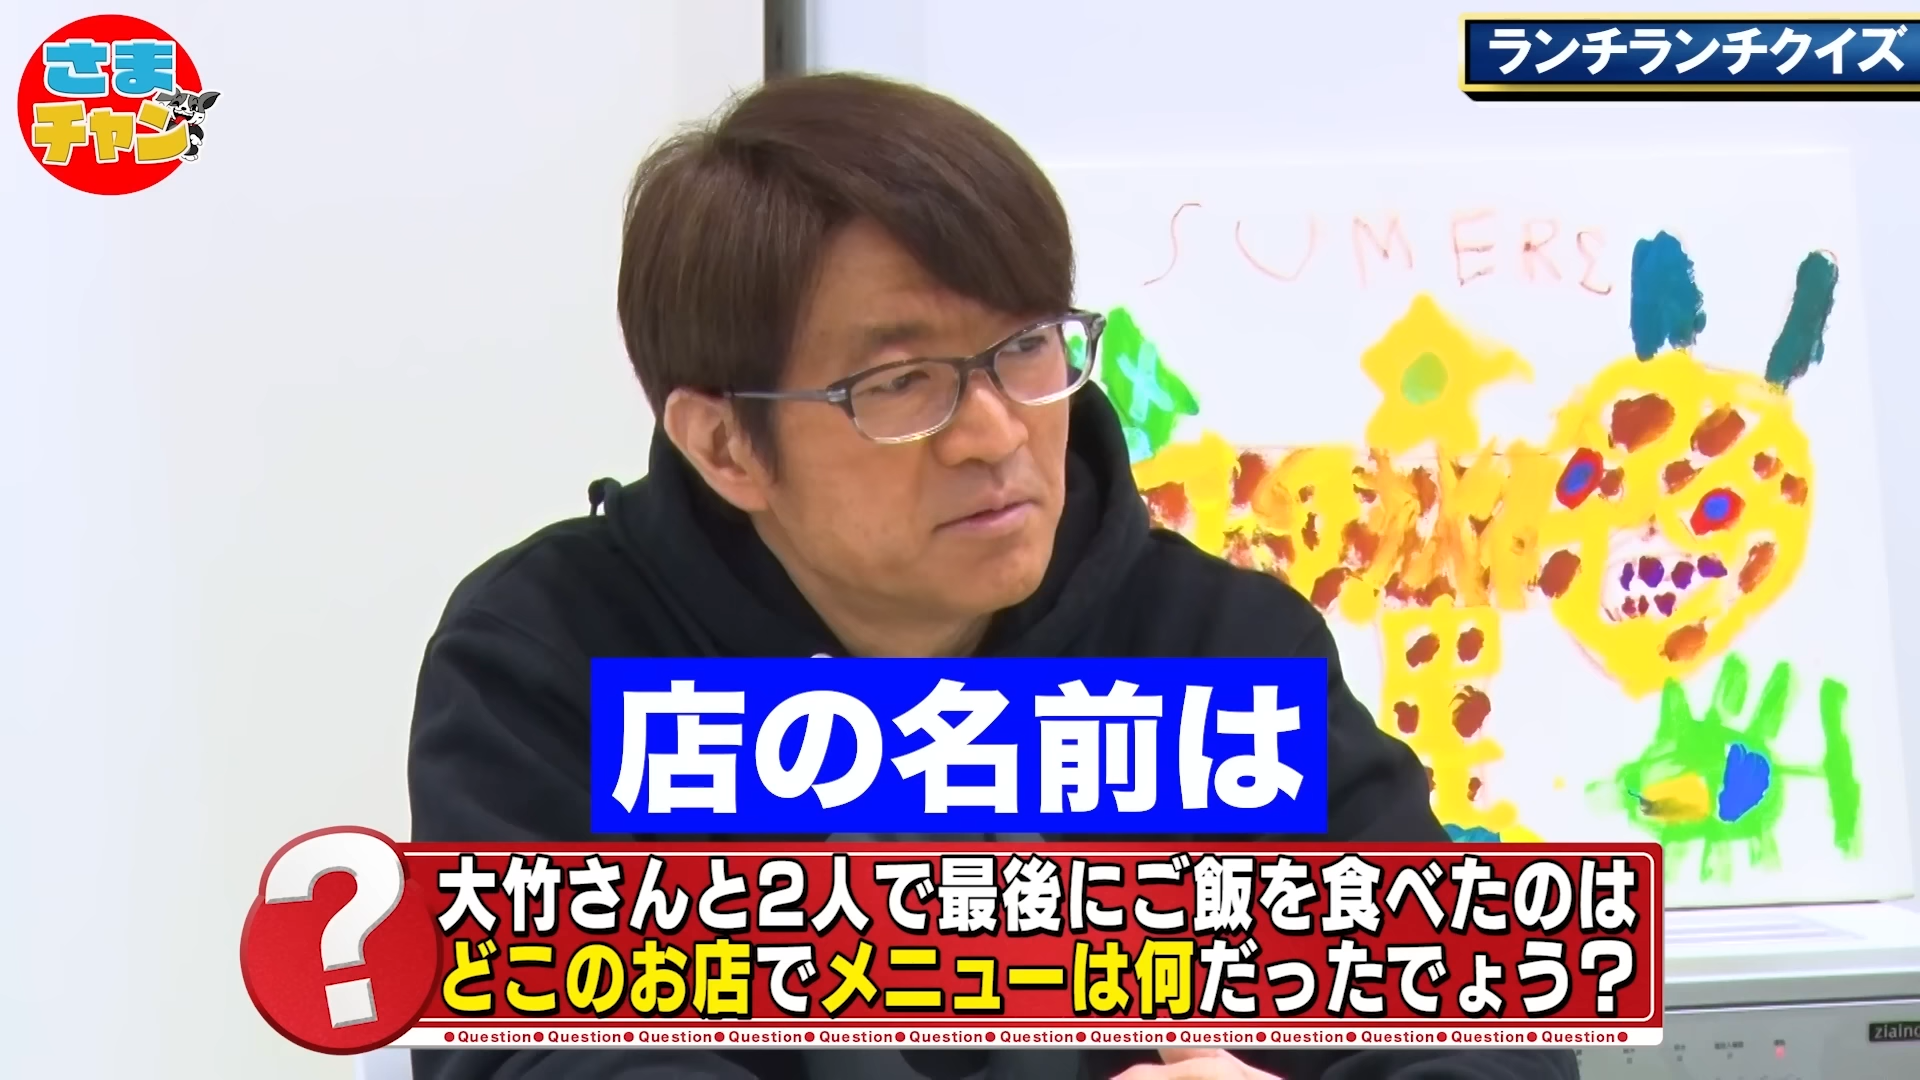 さま
チャン
ランチランチクイズ
SUMERE
店の名前は
?
大竹さんと2人で最後にご飯を食べたのは
どこのお店でメニューは何だったでしょう?
●Question●Question●Question●Question●Question●Question●Question●Question●Question●Question●Question●Question●Question●